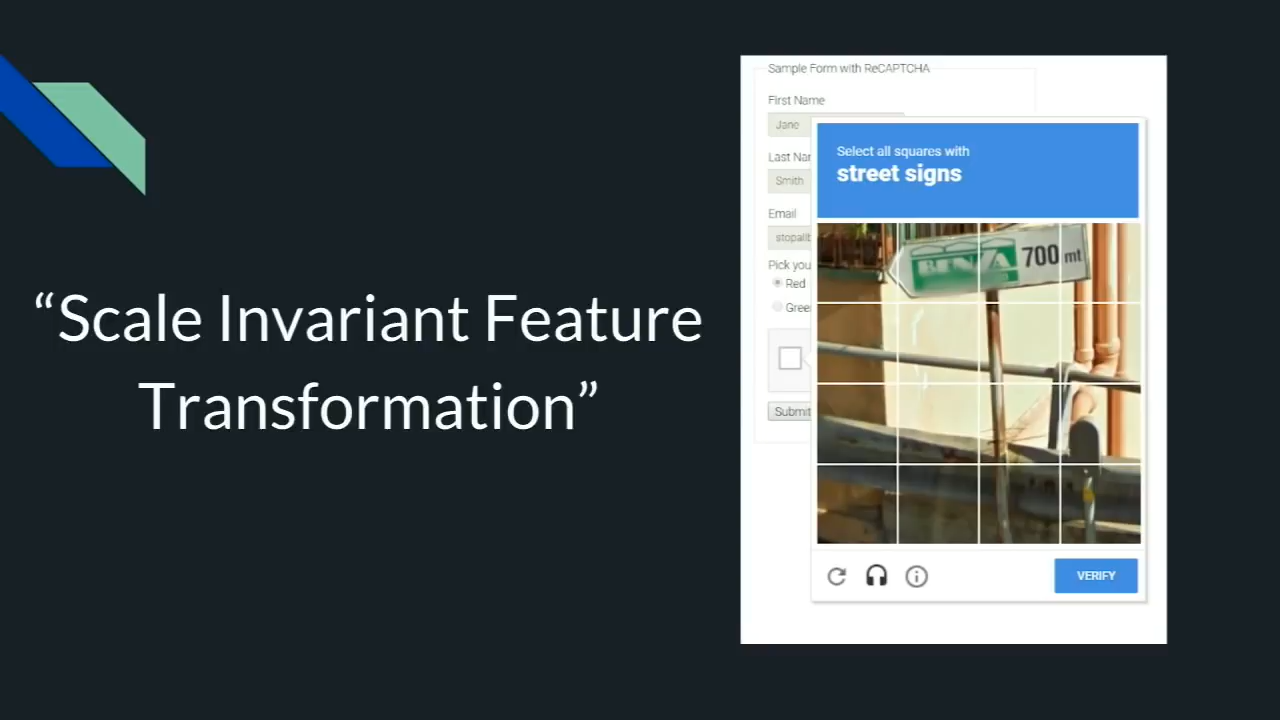 “Scale Invariant Feature
Transformation”
Sample Form with ReCAPTCHA
First Name
Jane
Last Nar
Smith
Email
stopallb
Pick you
Red
Gree
Submit
Select all squares with
street signs
700 mt
VERIFY